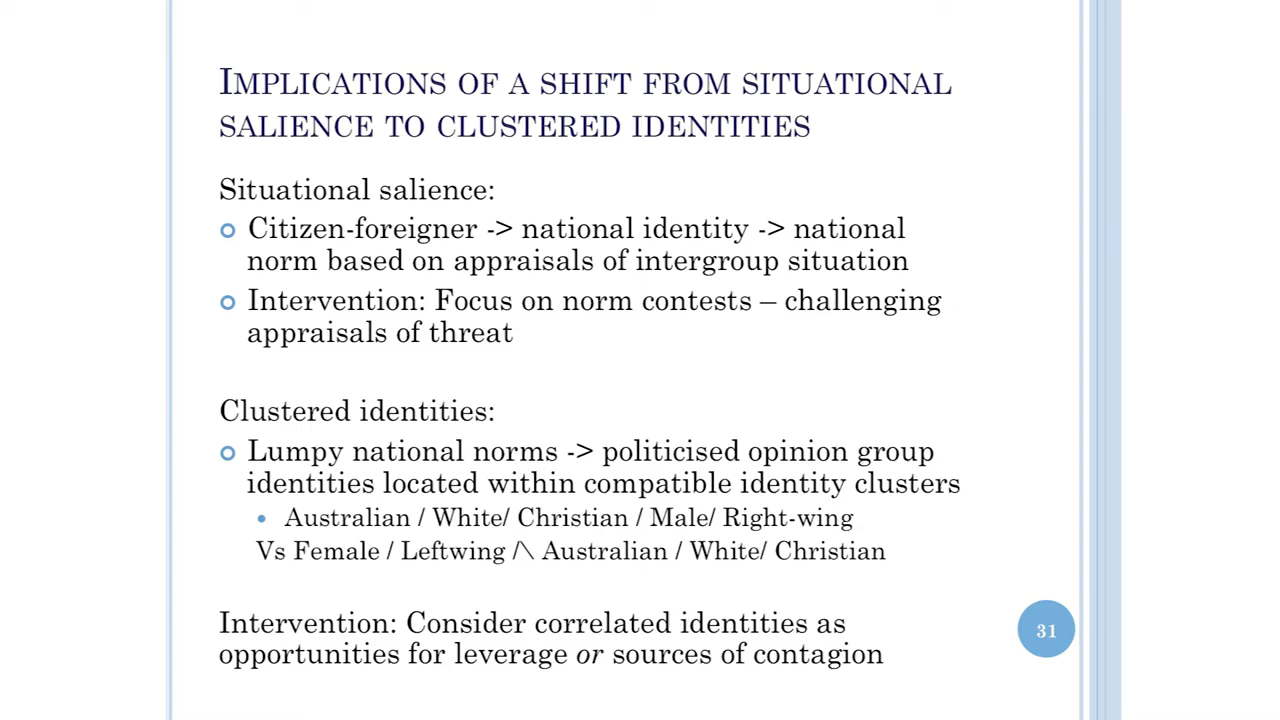 IMPLICATIONS OF A SHIFT FROM SITUATIONAL
SALIENCE TO CLUSTERED IDENTITIES
Situational salience:
Citizen-foreigner -> national identity -> national
norm based on appraisals of intergroup situation
Intervention: Focus on norm contests – challenging
appraisals of threat
Clustered identities:
Lumpy national norms -> politicised opinion group
identities located within compatible identity clusters
Australian / White/ Christian / Male/ Right-wing
Vs Female / Leftwing /\ Australian / White/ Christian
Intervention: Consider correlated identities as
opportunities for leverage or sources of contagion
31